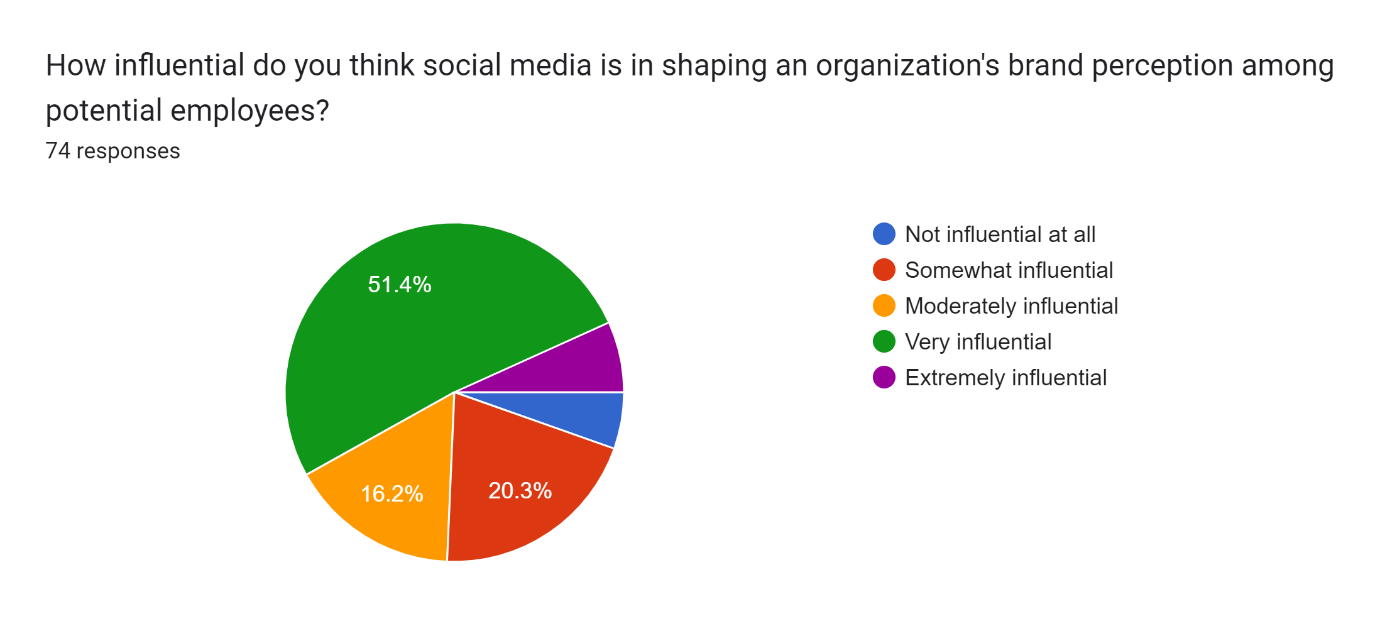 How influential do you think social media is in shaping an organization's brand perception among
potential employees?
74 responses
51.4%
16.2%
20.3%
Not influential at all
Somewhat influential
Moderately influential
Very influential
Extremely influential